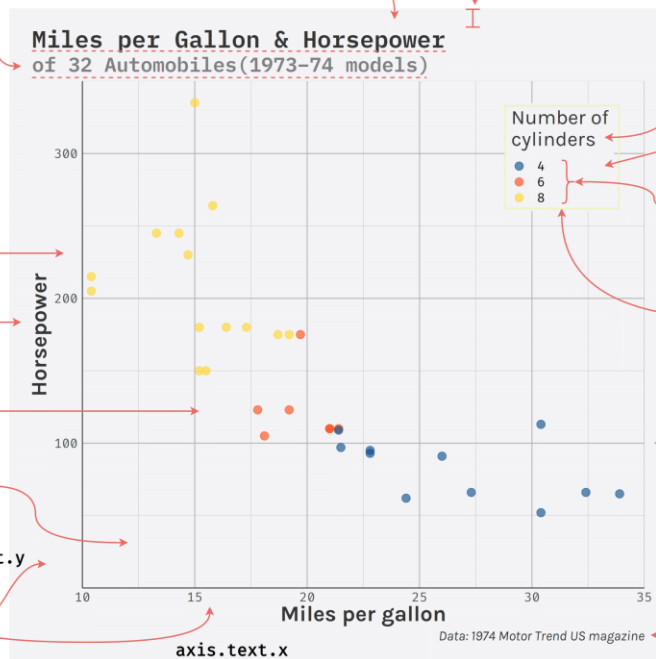 Miles per Gallon & Horsepower
of 32 Automobiles(1973–74 models)
Number of
cylinders
4
6
8
300
200
100
Horsepower
t.y
10 15 20 25 30 35
Miles per gallon
Data: 1974 Motor Trend US magazine
axis.text.x